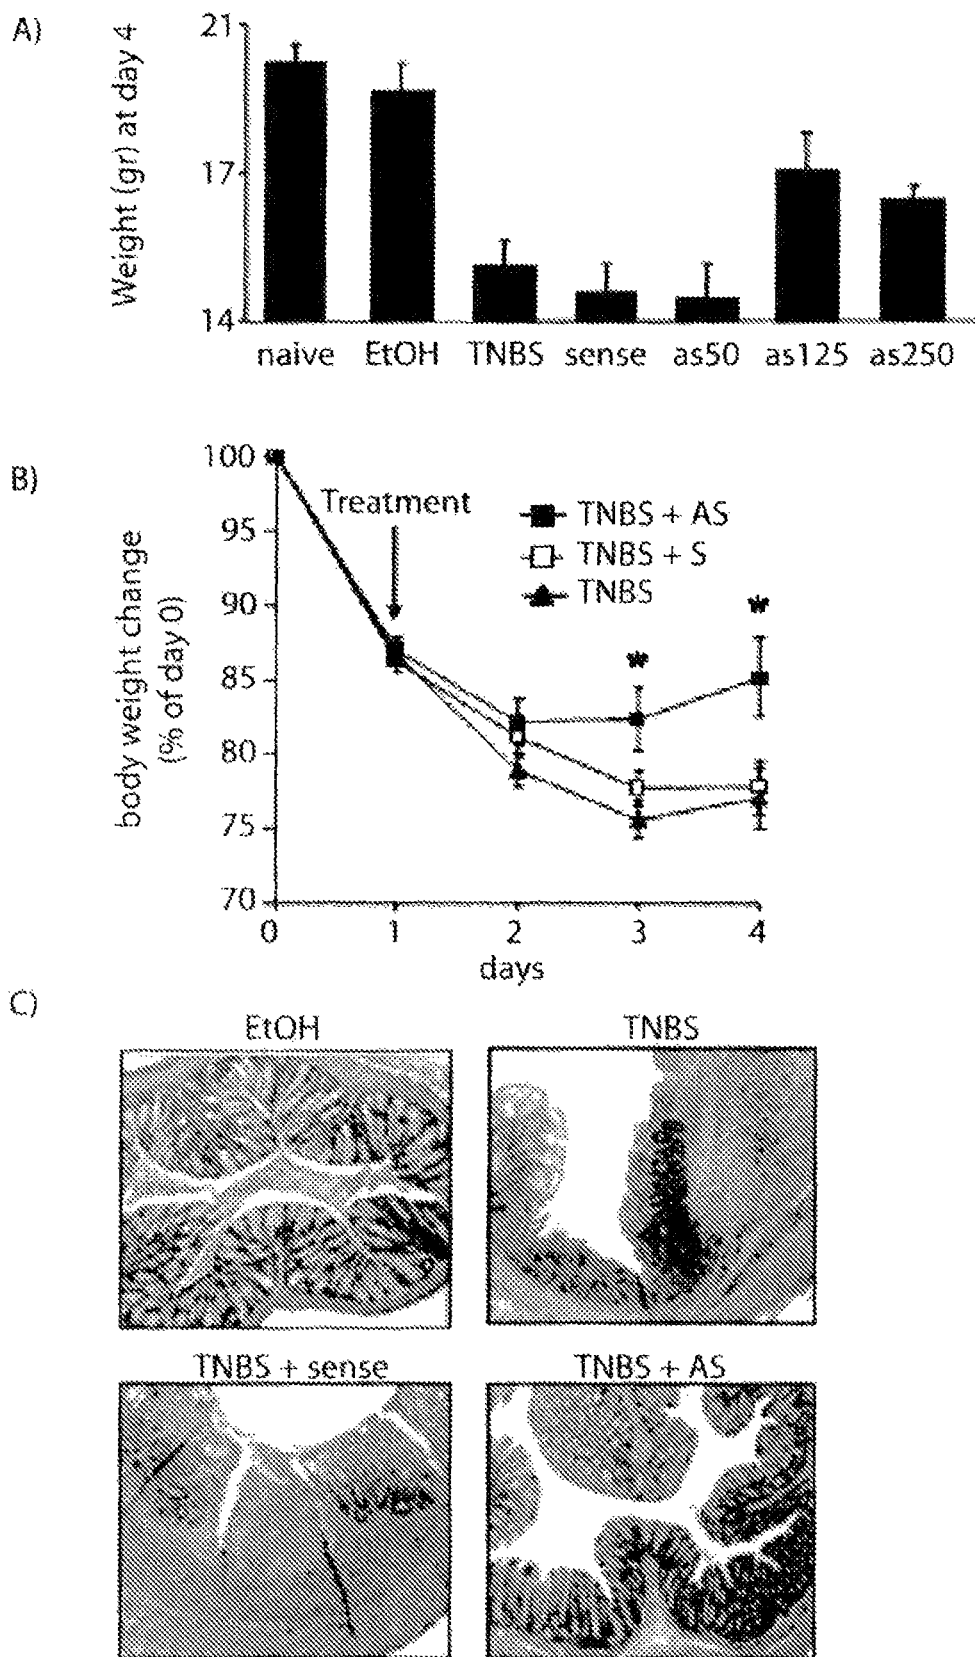 A)
Weight (gr) at day 4
21
17
14
naive EtOH TNBS sense as50 as125 as250
B)
body weight change
(% of day 0)
100
95
90
85
80
75
70
Treatment
TNBS + AS
TNBS + S
TNBS
* *
0 1 2 3 4
days
C)
EtOH TNBS
TNBS + sense TNBS + AS